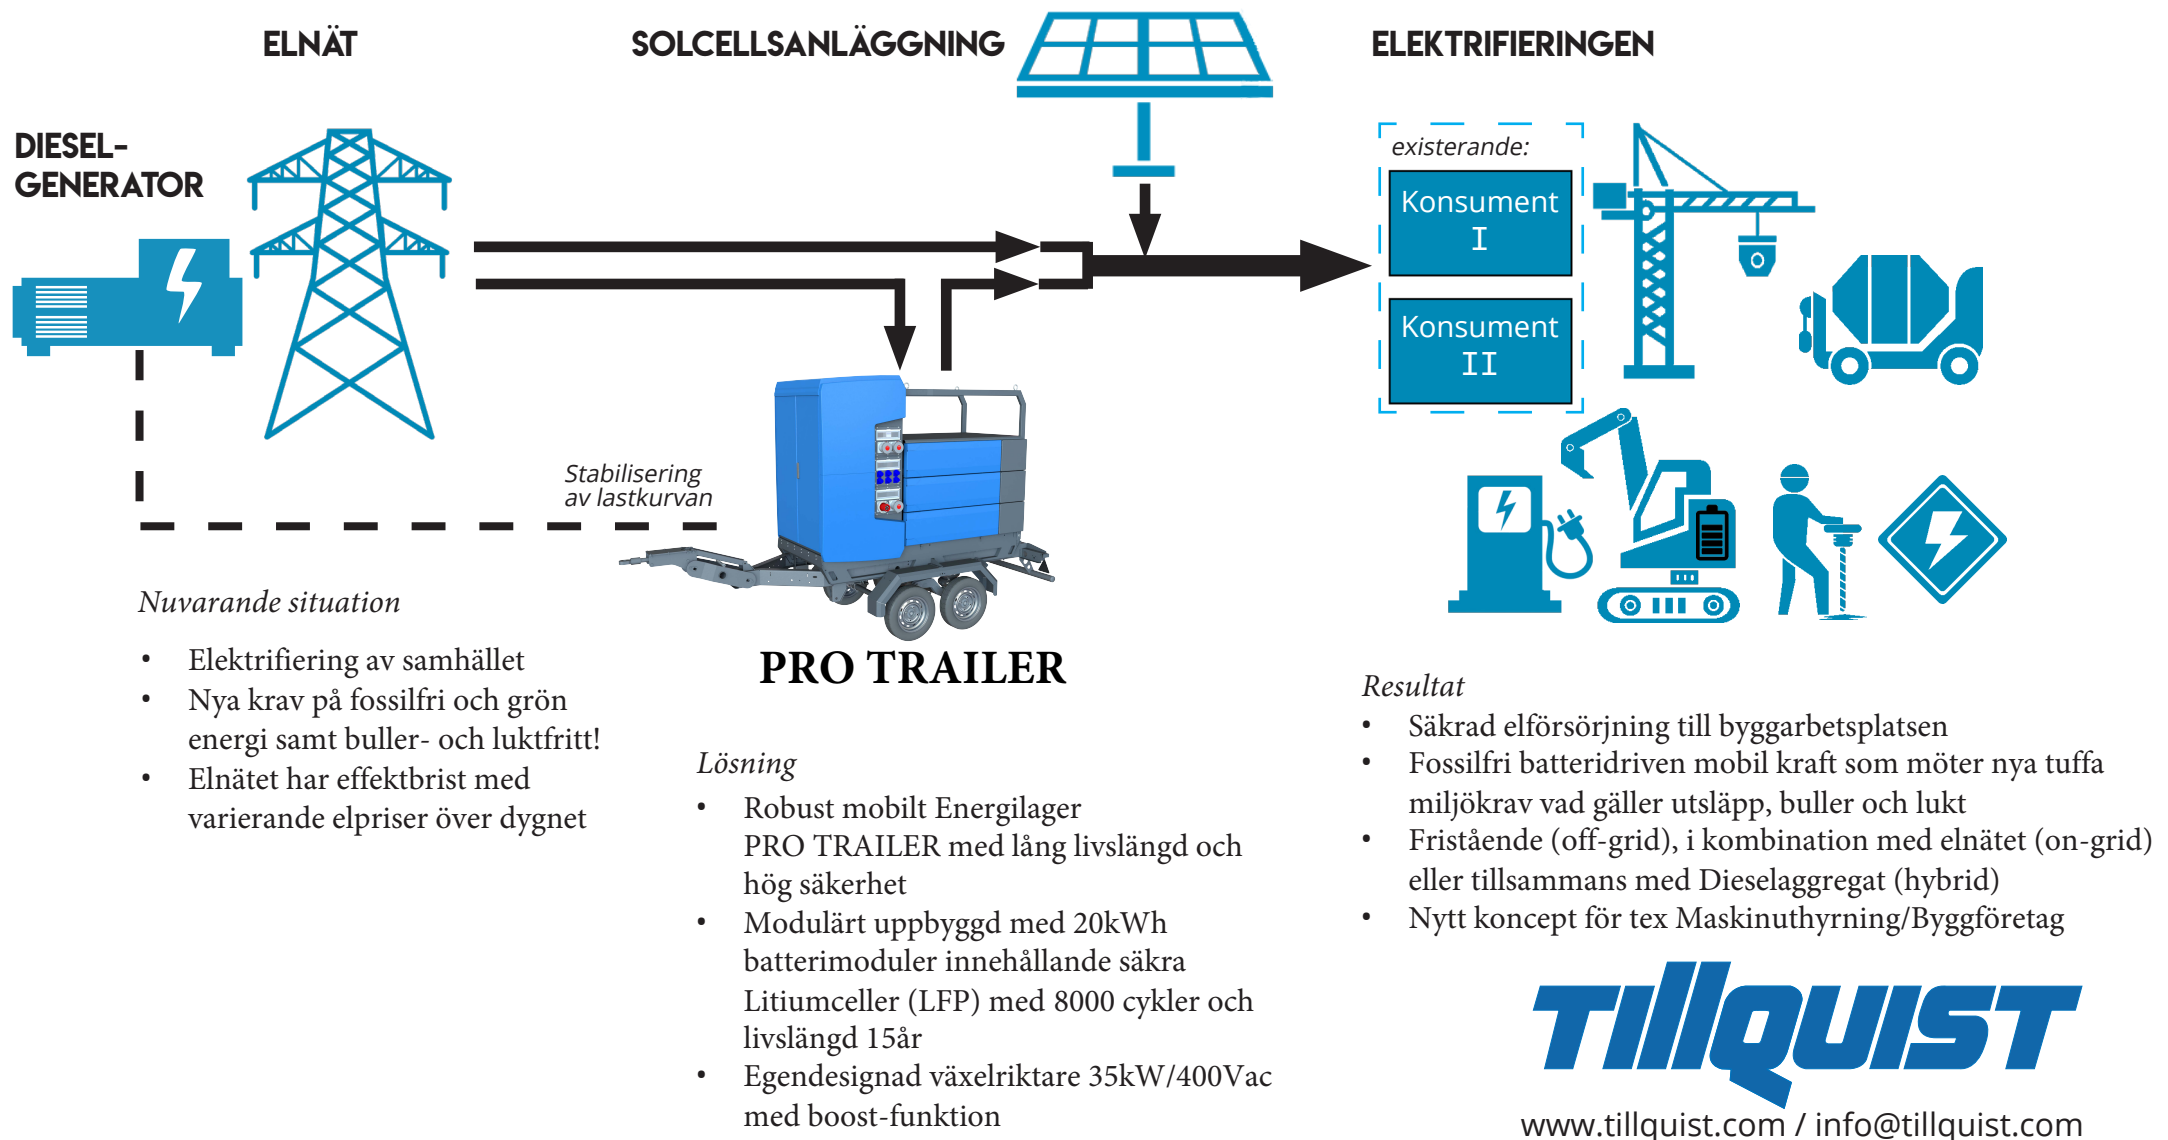 ELNÄT
SOLCELLSANLÄGGNING
ELEKTRIFIERINGEN
DIESEL-
GENERATOR
existerande:
Konsument
I
Konsument
II
Stabilisering
av lastkurvan
PRO TRAILER
Nuvarande situation
• Elektrifiering av samhället
• Nya krav på fossilfri och grön
energi samt buller- och luktfritt!
• Elnätet har effektbrist med
varierande elpriser över dygnet
Lösning
• Robust mobilt Energilager
PRO TRAILER med lång livslängd och
hög säkerhet
• Modulärt uppbyggd med 20kWh
batterimoduler innehållande säkra
Litiumceller (LFP) med 8000 cykler och
livslängd 15år
• Egendesignad växelriktare 35kW/400Vac
med boost-funktion
Resultat
• Säkrad elförsörjning till byggarbetsplatsen
• Fossilfri batteridriven mobil kraft som möter nya tuffa
miljökrav vad gäller utsläpp, buller och lukt
• Fristående (off-grid), i kombination med elnätet (on-grid)
eller tillsammans med Dieselaggregat (hybrid)
• Nytt koncept för tex Maskinuthyrning/Byggföretag
TILLQUIST
www.tillquist.com / info@tillquist.com